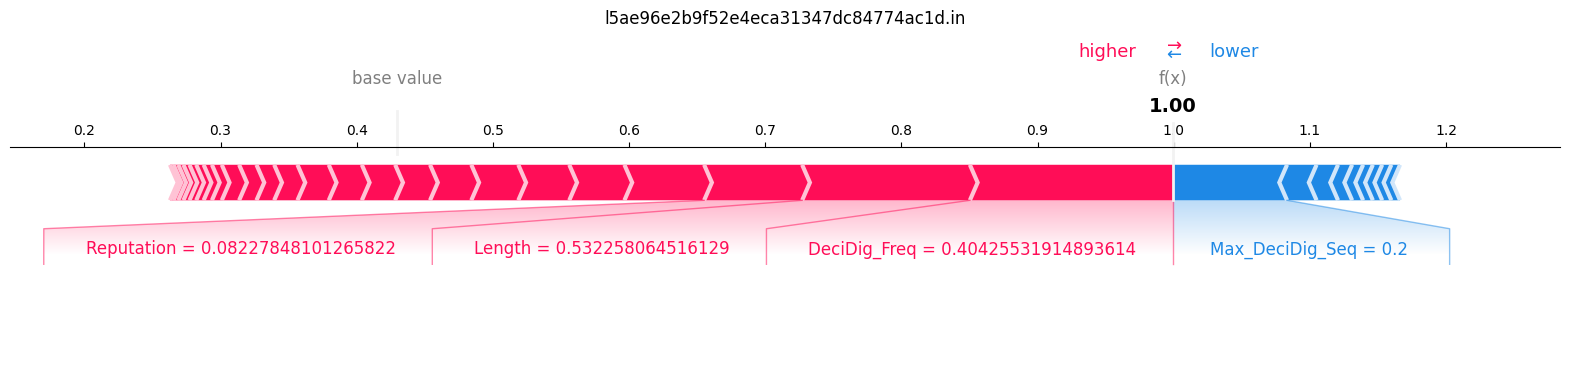 l5ae96e2b9f52e4eca31347dc84774ac1d.in
higher ⇄ lower
base value f(x)
1.00
0.2 0.3 0.4 0.5 0.6 0.7 0.8 0.9 1.0 1.1 1.2
Reputation = 0.08227848101265822 Length = 0.532258064516129 DeciDig_Freq = 0.40425531914893614 Max_DeciDig_Seq = 0.2